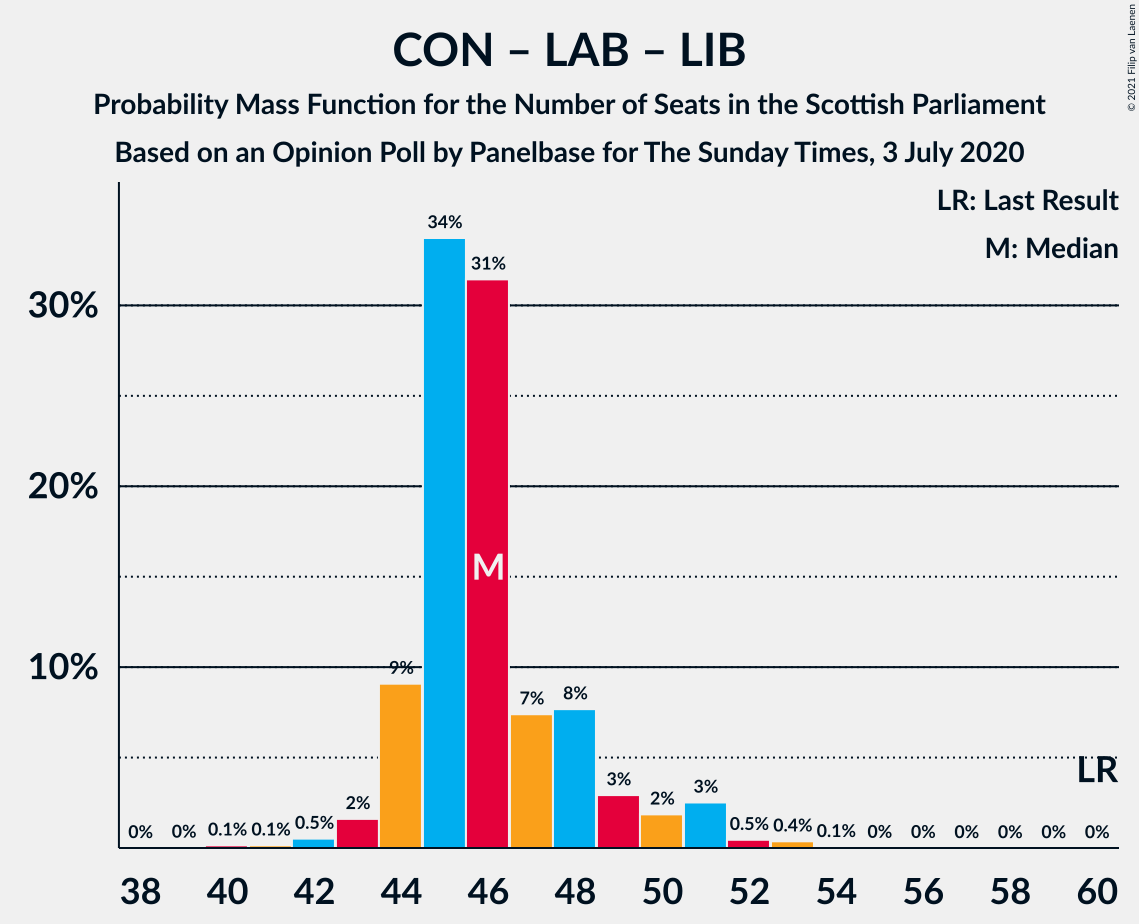 CON – LAB – LIB
Probability Mass Function for the Number of Seats in the Scottish Parliament
Based on an Opinion Poll by Panelbase for The Sunday Times, 3 July 2020
© 2021 Filip van Laenen
LR: Last Result
M: Median
34%
31%
30%
20%
M
10%
9%
7%
8%
LR
3%
2%
3%
2%
0% 0% 0.1% 0.1% 0.5% 0.5% 0.4% 0.1% 0% 0% 0% 0% 0% 0%
38 40 42 44 46 48 50 52 54 56 58 60